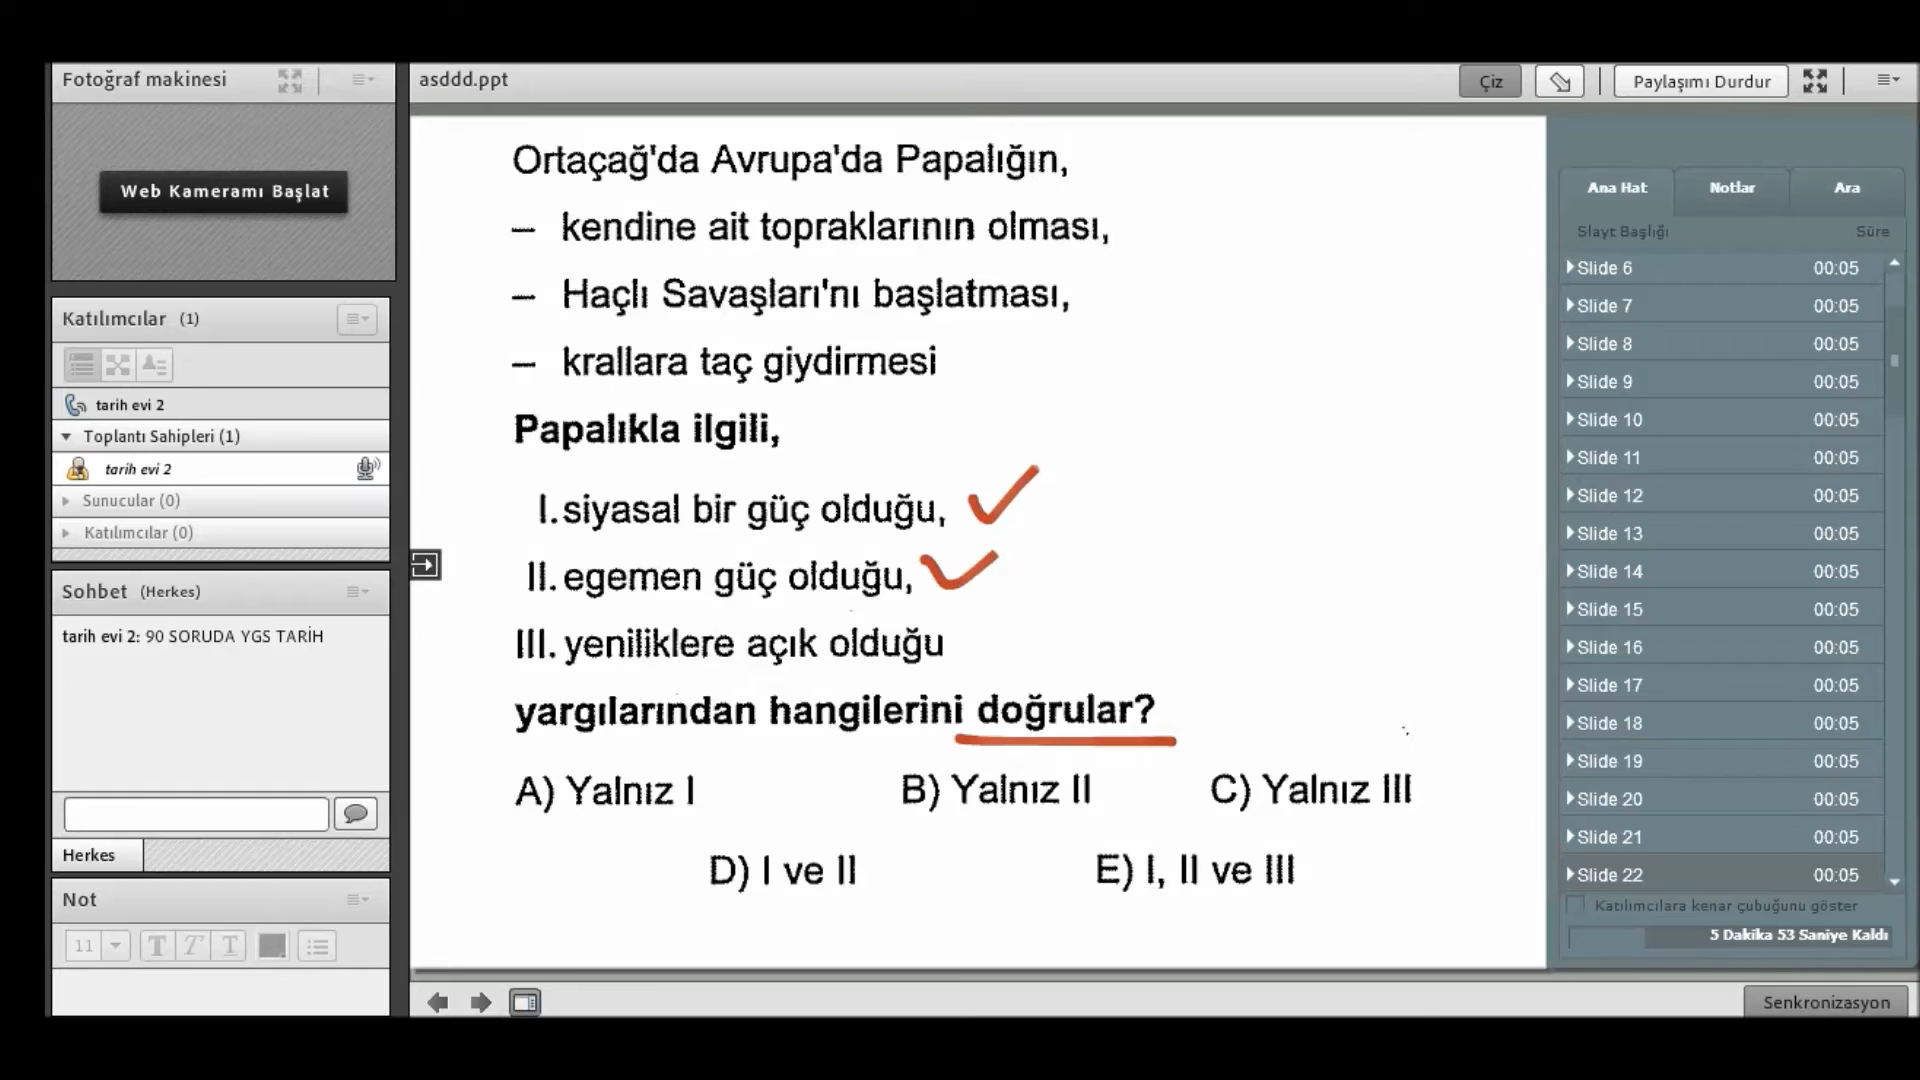 Fotoğraf makinesi
Web Kameramı Başlat
Katılımcılar (1)
tarih evi 2
Toplantı Sahipleri (1)
tarih evi 2
Sunucular (0)
Katılımcılar (0)
Sohbet (Herkes)
tarih evi 2: 90 SORUDA YGS TARİH
Herkes
Not
11
asddd.ppt
Çiz
Paylaşımı Durdur
Ortaçağ'da Avrupa'da Papalığın,
– kendine ait topraklarının olması,
– Haçlı Savaşları'nı başlatması,
– krallara taç giydirmesi
Papalıkla ilgili,
I. siyasal bir güç olduğu,
II. egemen güç olduğu,
III. yeniliklere açık olduğu
yargılarından hangilerini doğrular?
A) Yalnız I B) Yalnız II C) Yalnız III
D) I ve II E) I, II ve III
Ana Hat Notlar Ara
Slayt Başlığı Süre
Slide 6 00:05
Slide 7 00:05
Slide 8 00:05
Slide 9 00:05
Slide 10 00:05
Slide 11 00:05
Slide 12 00:05
Slide 13 00:05
Slide 14 00:05
Slide 15 00:05
Slide 16 00:05
Slide 17 00:05
Slide 18 00:05
Slide 19 00:05
Slide 20 00:05
Slide 21 00:05
Slide 22 00:05
Katılımcılara kenar çubuğunu göster
5 Dakika 53 Saniye Kaldı
Senkronizasyon